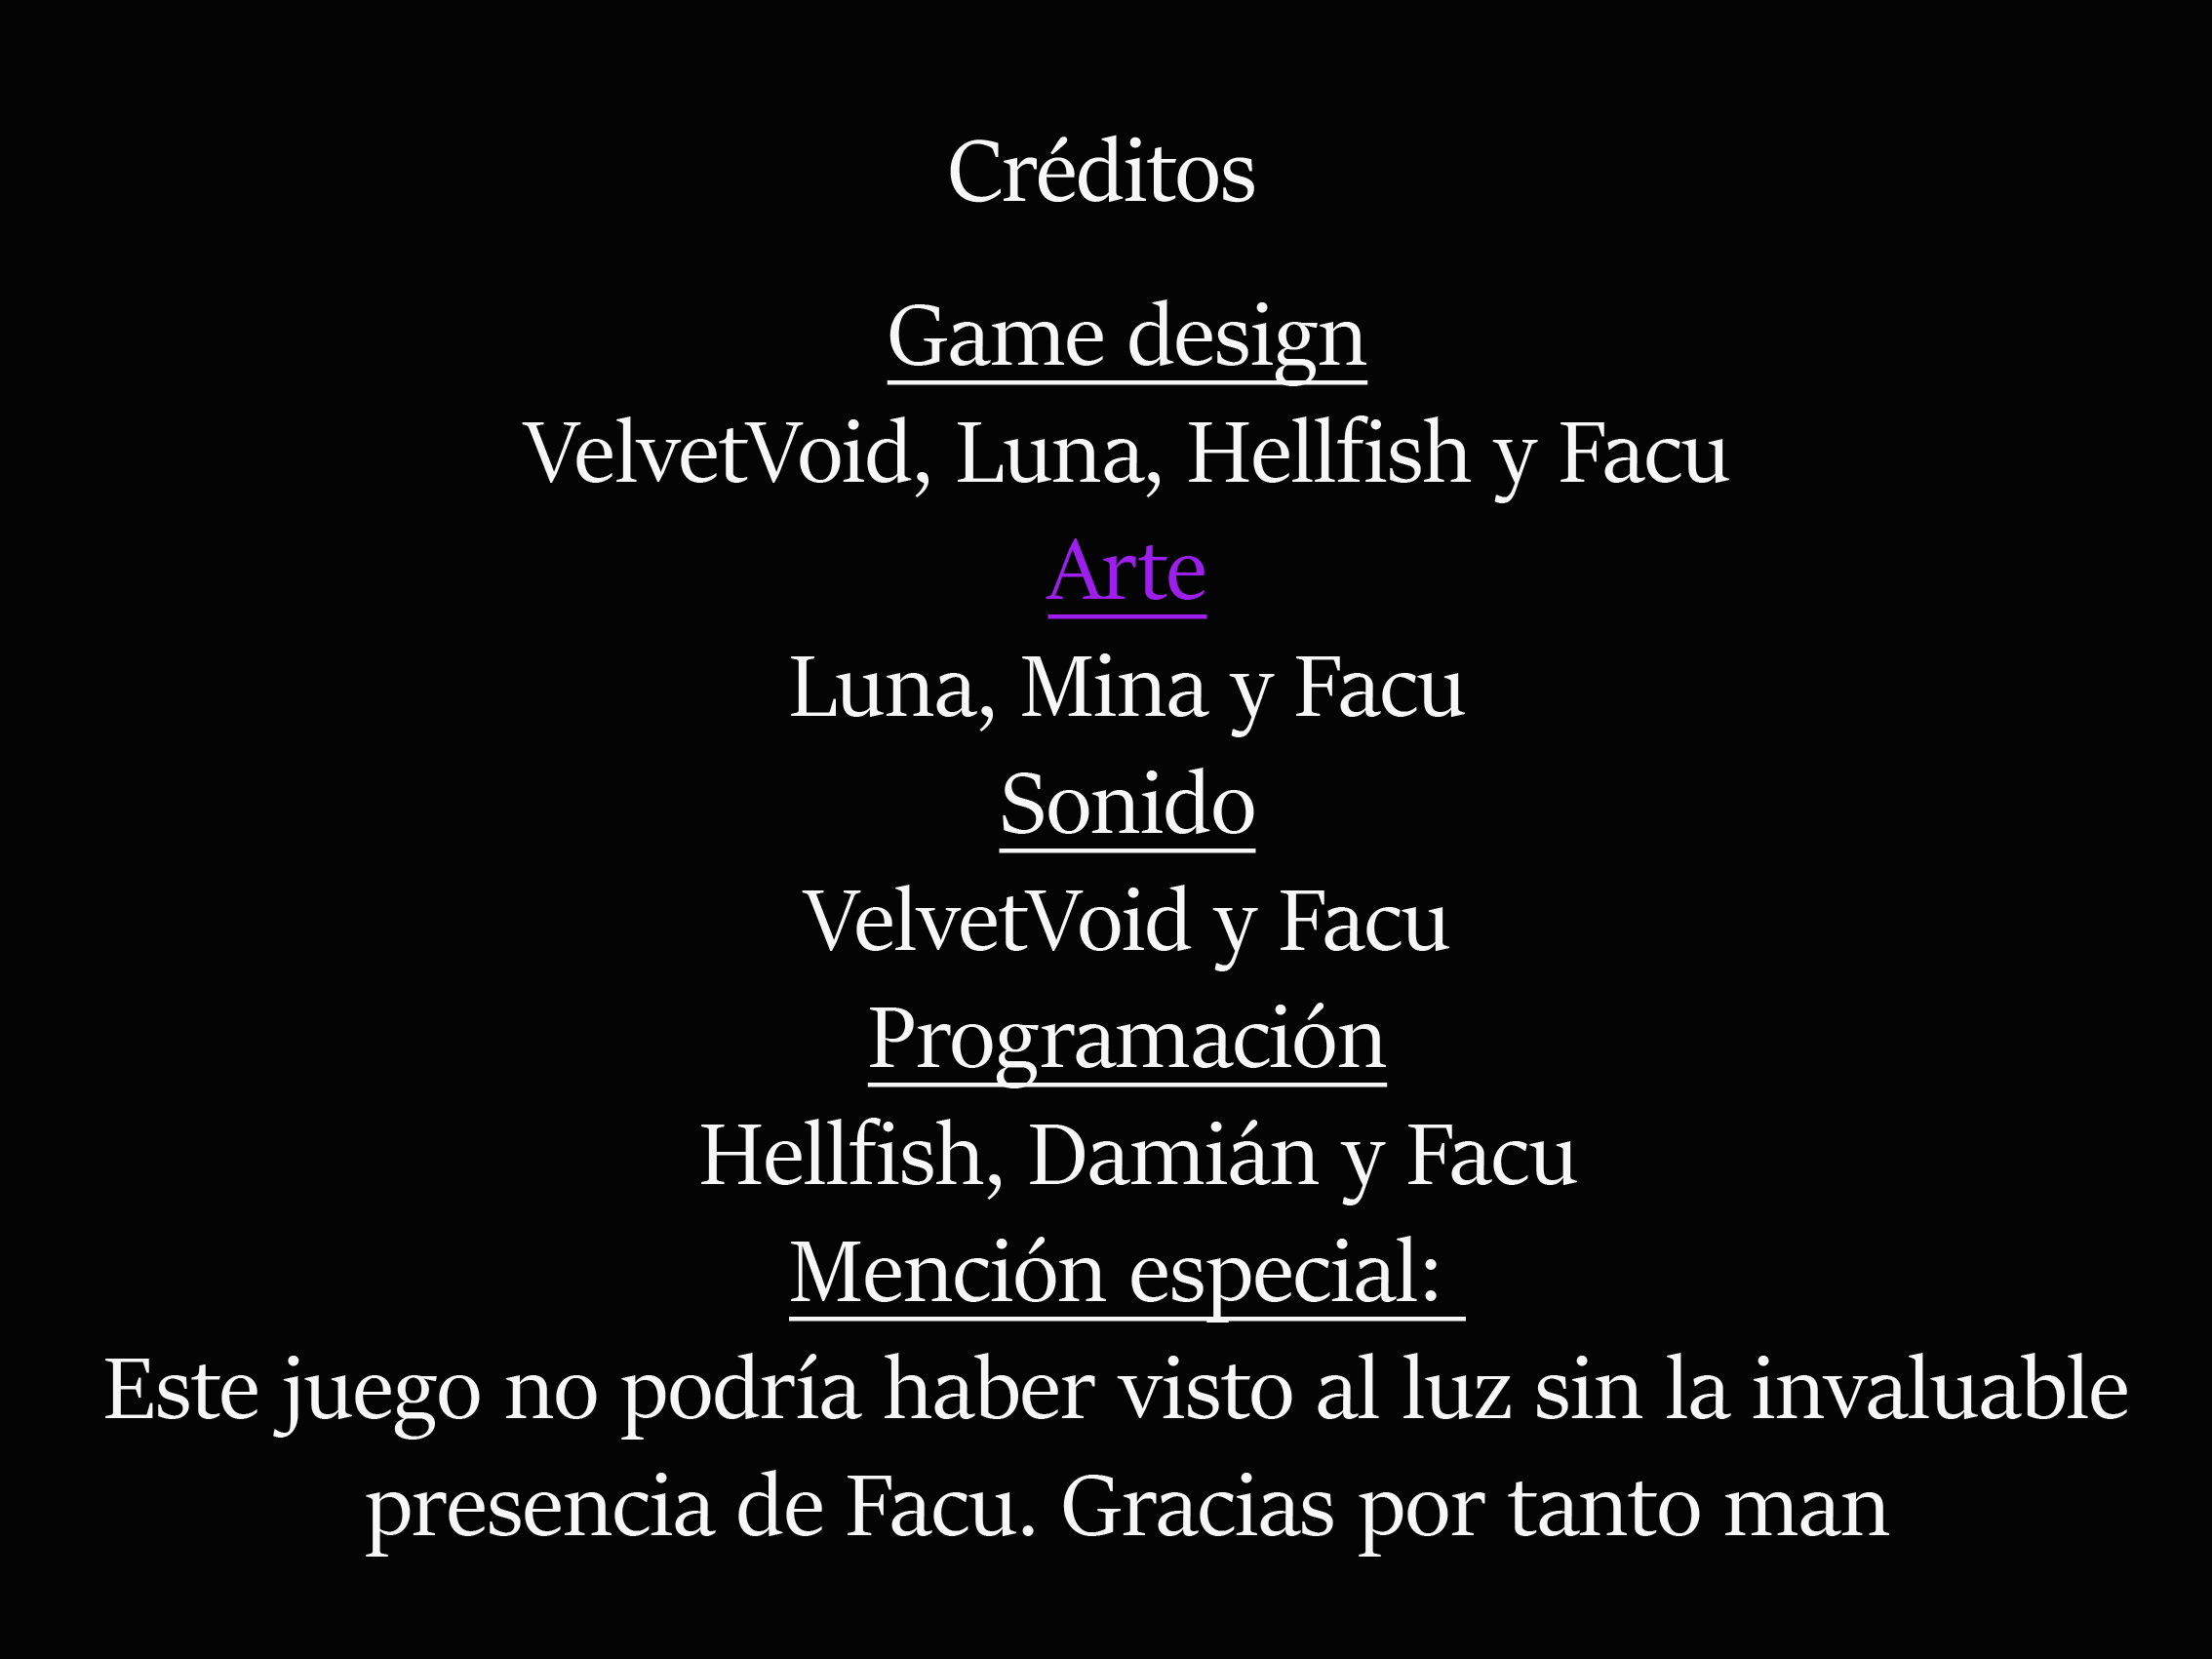 Créditos
Game design
VelvetVoid, Luna, Hellfish y Facu
Arte
Luna, Mina y Facu
Sonido
VelvetVoid y Facu
Programación
Hellfish, Damián y Facu
Mención especial:
Este juego no podría haber visto al luz sin la invaluable
presencia de Facu. Gracias por tanto man